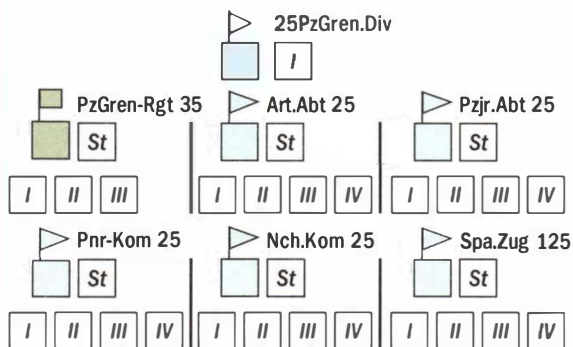 25PzGren.Div
I
PzGren-Rgt 35 Art.Abt 25 Pzjr.Abt 25
St St St
I II III I II III IV I II III IV
Pnr-Kom 25 Nch.Kom 25 Spa.Zug 125
St St St
I II III IV I II III IV I II III IV